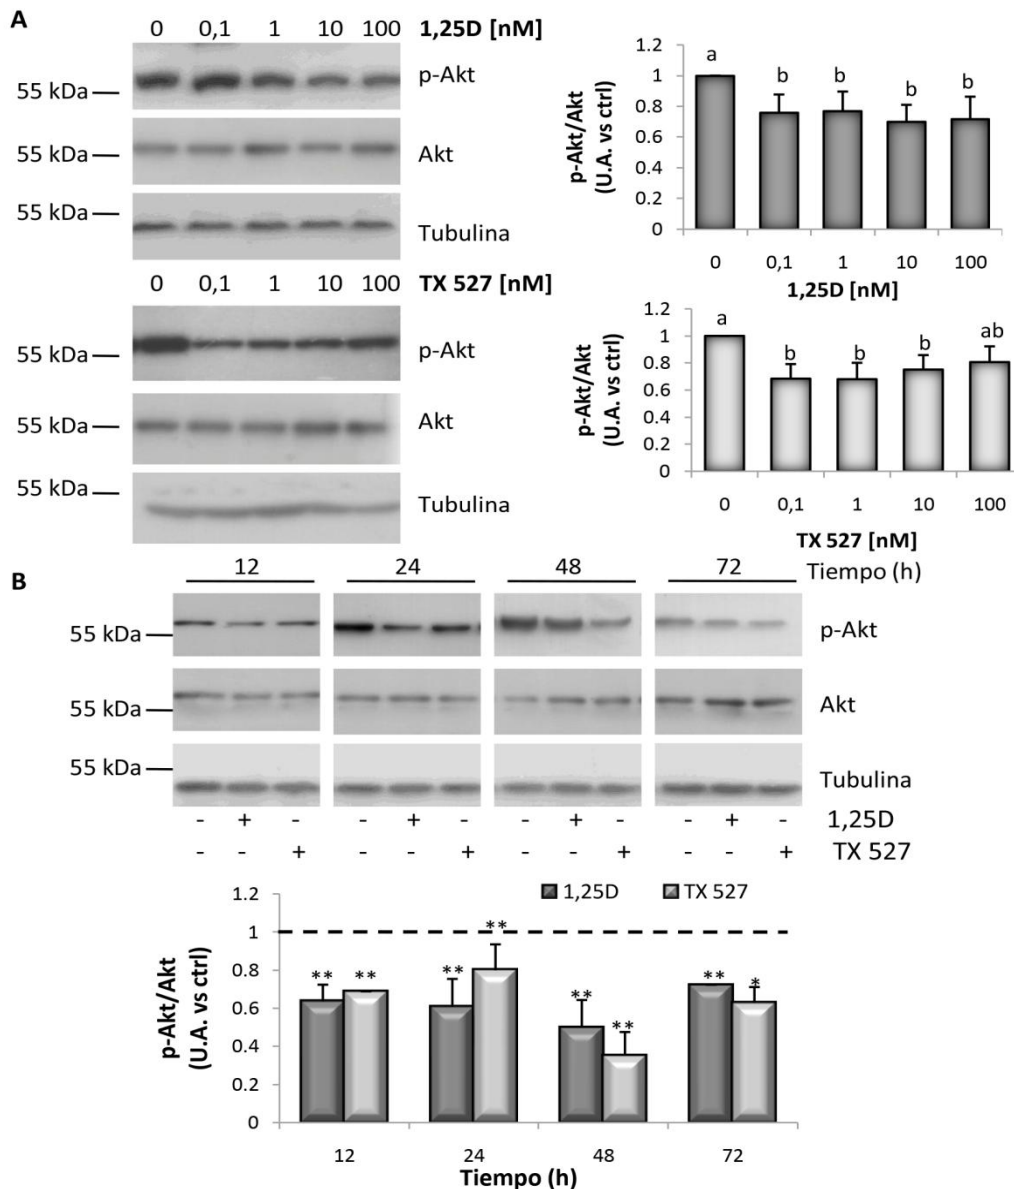 A
0 0,1 1 10 100 1,25D [nM]
p-Akt
55 kDa
Akt
55 kDa
55 kDa
Tubulina
p-Akt/Akt
(U.A. vs ctrl)
1.2
1
0.8
0.6
0.4
0.2
0
a
b
b
b
b
0 0,1 1 10 100
1,25D [nM]
0 0,1 1 10 100 TX 527 [nM]
p-Akt
55 kDa
Akt
55 kDa
55 kDa
Tubulina
p-Akt/Akt
(U.A. vs ctrl)
1.2
1
0.8
0.6
0.4
0.2
0
a
b
b
b
ab
0 0,1 1 10 100
TX 527 [nM]
B
12 24 48 72 Tiempo (h)
55 kDa
p-Akt
55 kDa
Akt
55 kDa
Tubulina
- + - - + - - + - - + - 1,25D
- - + - - + - - + - - + TX 527
1,25D TX 527
p-Akt/Akt
(U.A. vs ctrl)
1.2
1
0.8
0.6
0.4
0.2
0
** **
** **
** **
** *
12 24 48 72
Tiempo (h)